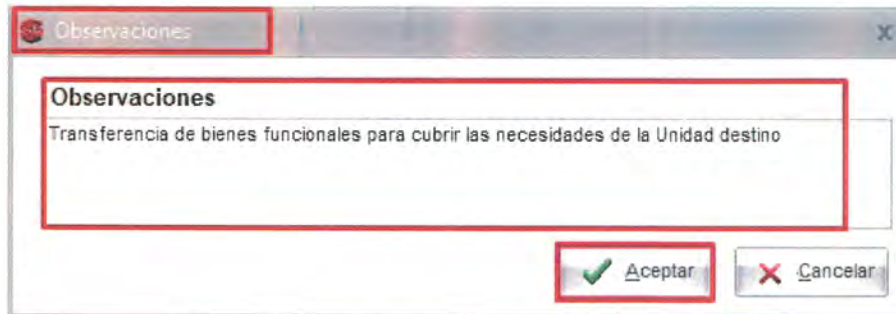 Observaciones
Observaciones
Transferencia de bienes funcionales para cubrir las necesidades de la Unidad destino
Aceptar
Cancelar